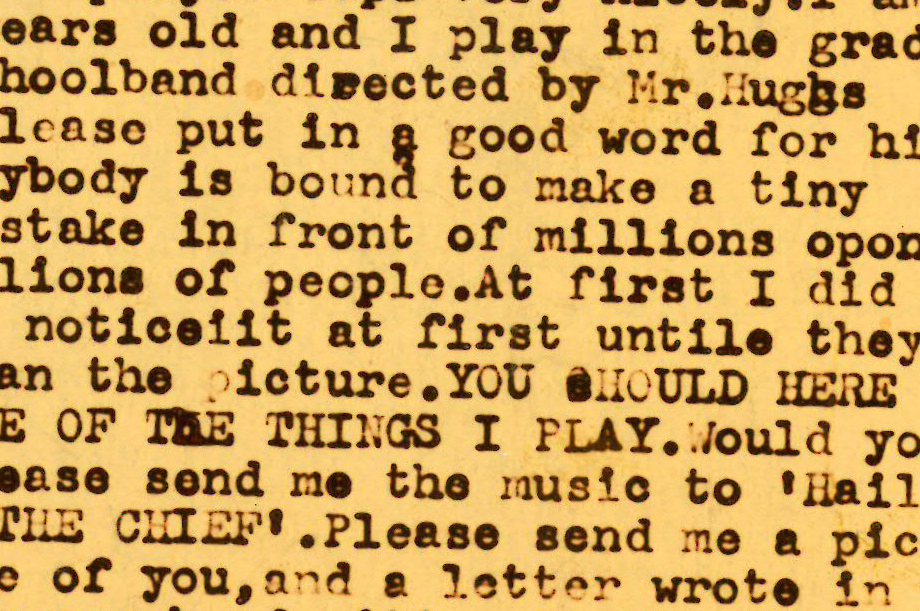 ears old and I play in the grad
hoolband directed by Mr.Hughs
lease put in a good word for hi
ybody is bound to make a tiny
stake in front of millions opon
lions of people.At first I did
noticeiit at first untile they
an the picture.YOU sHOULD HERE
E OF THE THINGS I PLAY.Would yo
ease send me the music to 'Hail
THE CHIEF'.Please send me a pic
e of you,and a letter wrote in